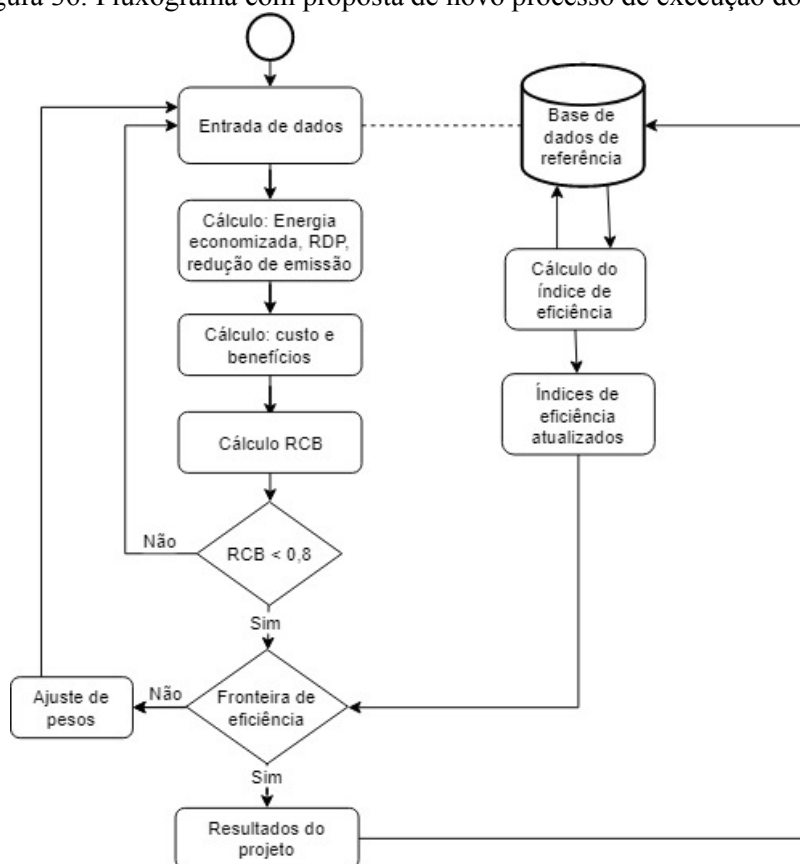 gura 36: Fluxograma com proposta de novo processo de execução do
Entrada de dados
Base de
dados de
referência
Cálculo: Energia
economizada, RDP,
redução de emissão
Cálculo do
índice de
eficiência
Cálculo: custo e
benefícios
Índices de
eficiência
atualizados
Cálculo RCB
Não
RCB < 0,8
Sim
Ajuste de
pesos
Não
Fronteira de
eficiência
Sim
Resultados do
projeto